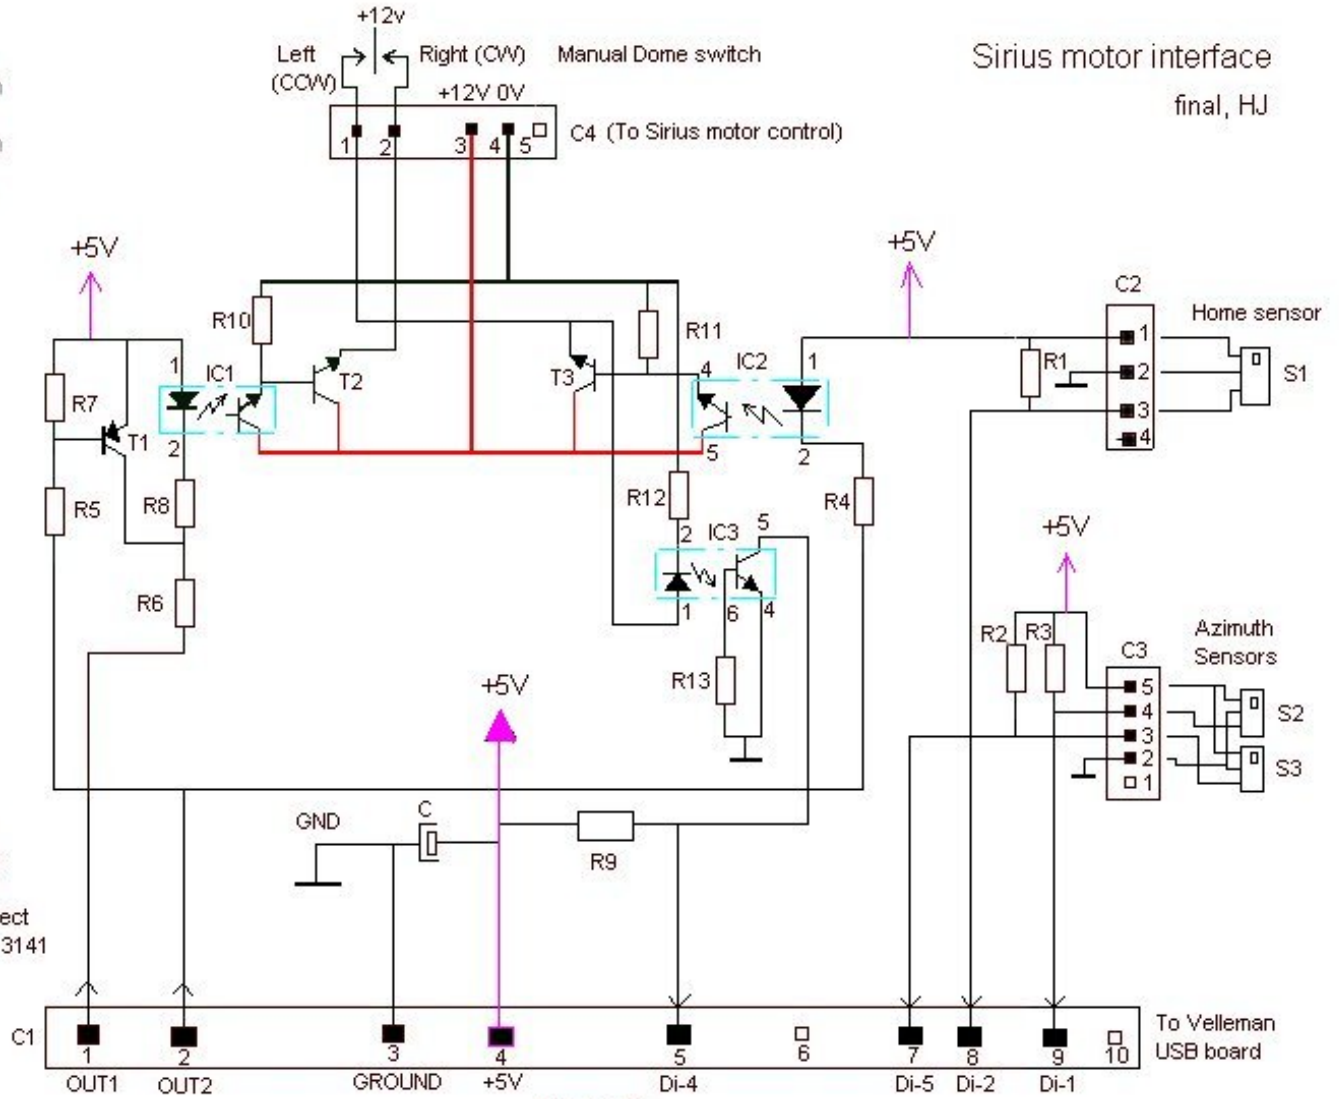 +12v
Left
(CCW)
Right (CW)
Manual Dome switch
Sirius motor interface
final, HJ
+12V 0V
1 2 3 4 5
C4 (To Sirius motor control)
+5V
+5V
C2
Home sensor
R10
R11
1
IC1
T2
T3
4
IC2
1
R1
1
2
3
4
S1
R7
T1
2
5
2
R5
R8
R12
R4
2
IC3
5
+5V
R6
1
6
4
R2
R3
C3
Azimuth
Sensors
R13
+5V
5
4
3
2
1
S2
S3
GND
C
R9
ect
3141
C1
1 2 3 4 5 6 7 8 9 10
To Velleman
USB board
OUT1 OUT2 GROUND +5V Di-4 Di-5 Di-2 Di-1